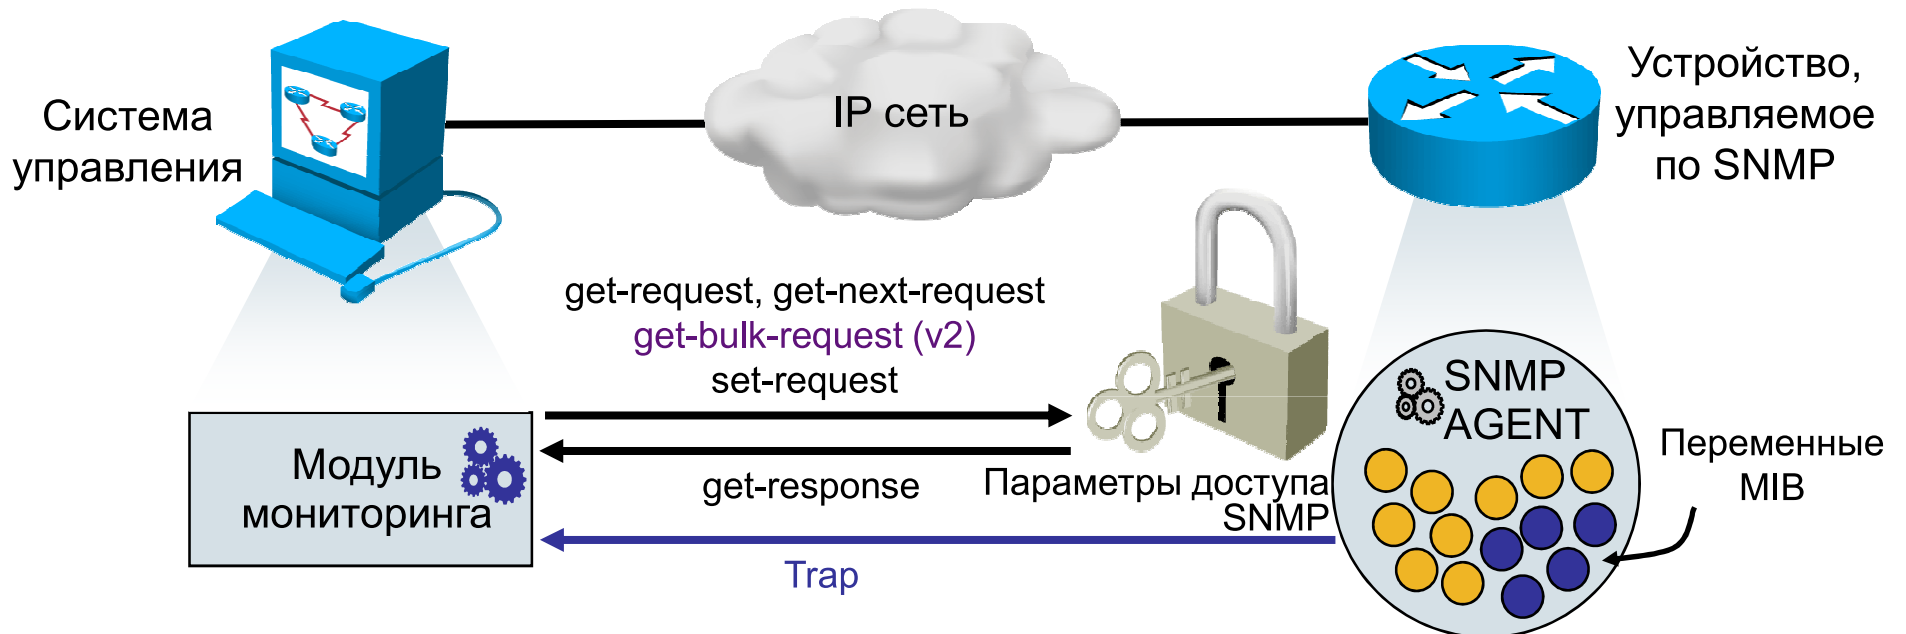 Система
управления
IP сеть
Устройство,
управляемое
по SNMP
get-request, get-next-request
get-bulk-request (v2)
set-request
get-response
Trap
Модуль
мониторинга
Параметры доступа
SNMP
SNMP
AGENT
Переменные
MIB